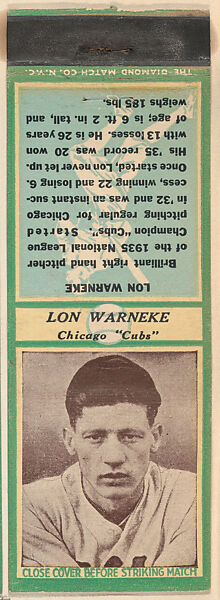 THE DIAMOND MATCH CO. N.Y.C.
LON WARNEKE
Brilliant right hand pitcher
of the 1935 National League
Champion "Cubs". Started
pitching regular for Chicago
in '32 and was an instant suc-
cess, winning 22 and losing 6.
Once started, Lon never let up.
His '35 record was 20 won
with 13 losses. He is 26 years
of age; is 6 ft. 2 in. tall, and
weighs 185 lbs.
LON WARNEKE
Chicago "Cubs"
CLOSE COVER BEFORE STRIKING MATCH